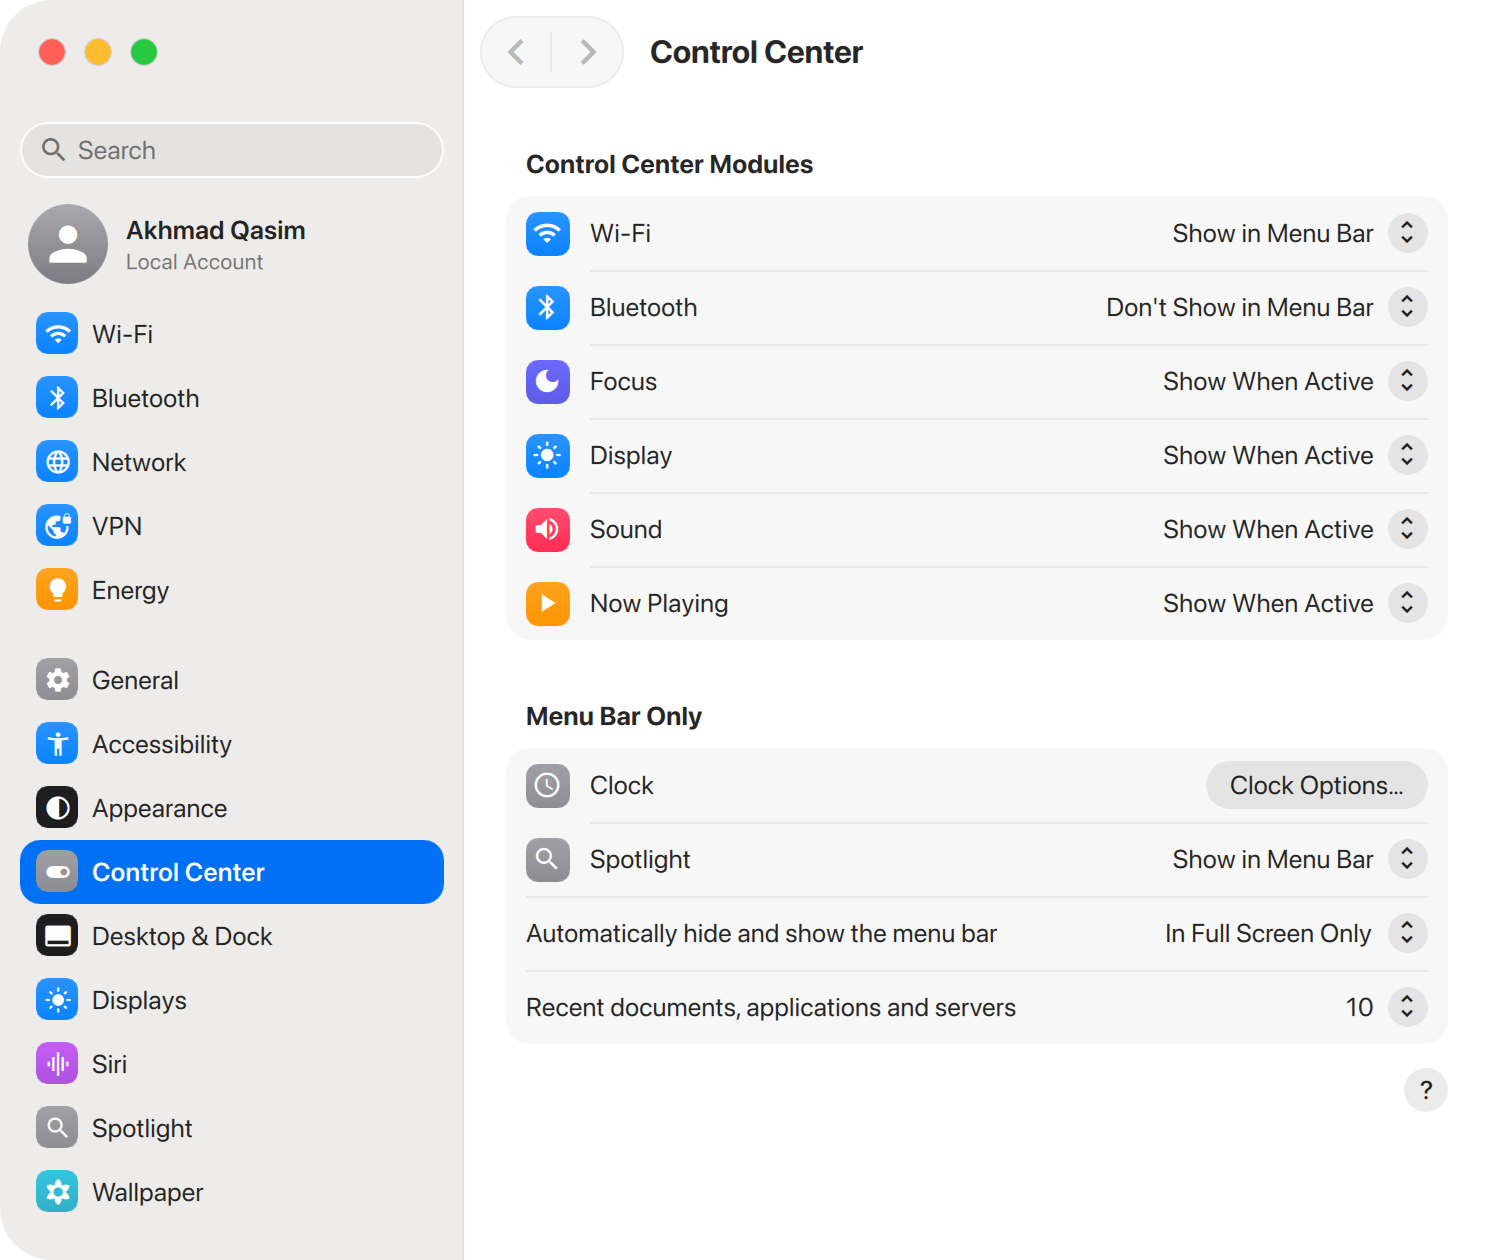 Control Center
Search
Akhmad Qasim
Local Account
Wi-Fi
Bluetooth
Network
VPN
Energy
General
Accessibility
Appearance
Control Center
Desktop & Dock
Displays
Siri
Spotlight
Wallpaper
Control Center Modules
Wi-Fi Show in Menu Bar
Bluetooth Don't Show in Menu Bar
Focus Show When Active
Display Show When Active
Sound Show When Active
Now Playing Show When Active
Menu Bar Only
Clock Clock Options...
Spotlight Show in Menu Bar
Automatically hide and show the menu bar In Full Screen Only
Recent documents, applications and servers 10
?